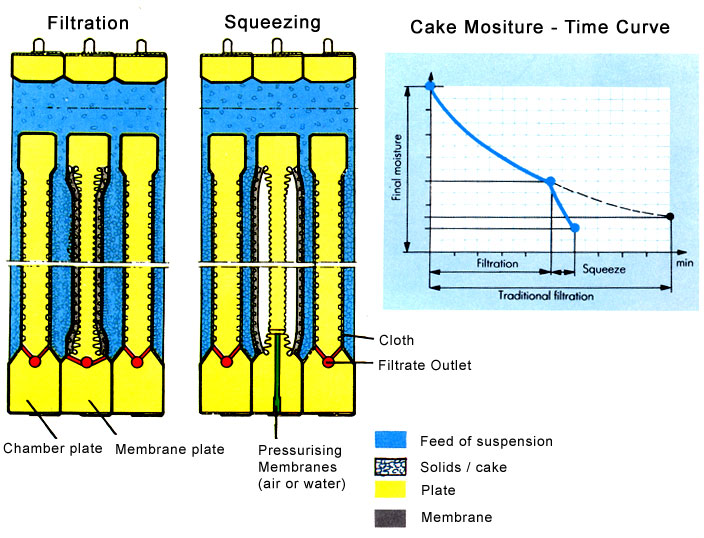 Filtration
Squeezing
Cake Mositure - Time Curve
Final moisture
Filtration
Squeeze
min
Traditional filtration
Cloth
Filtrate Outlet
Chamber plate
Membrane plate
Pressurising
Membranes
(air or water)
Feed of suspension
Solids / cake
Plate
Membrane